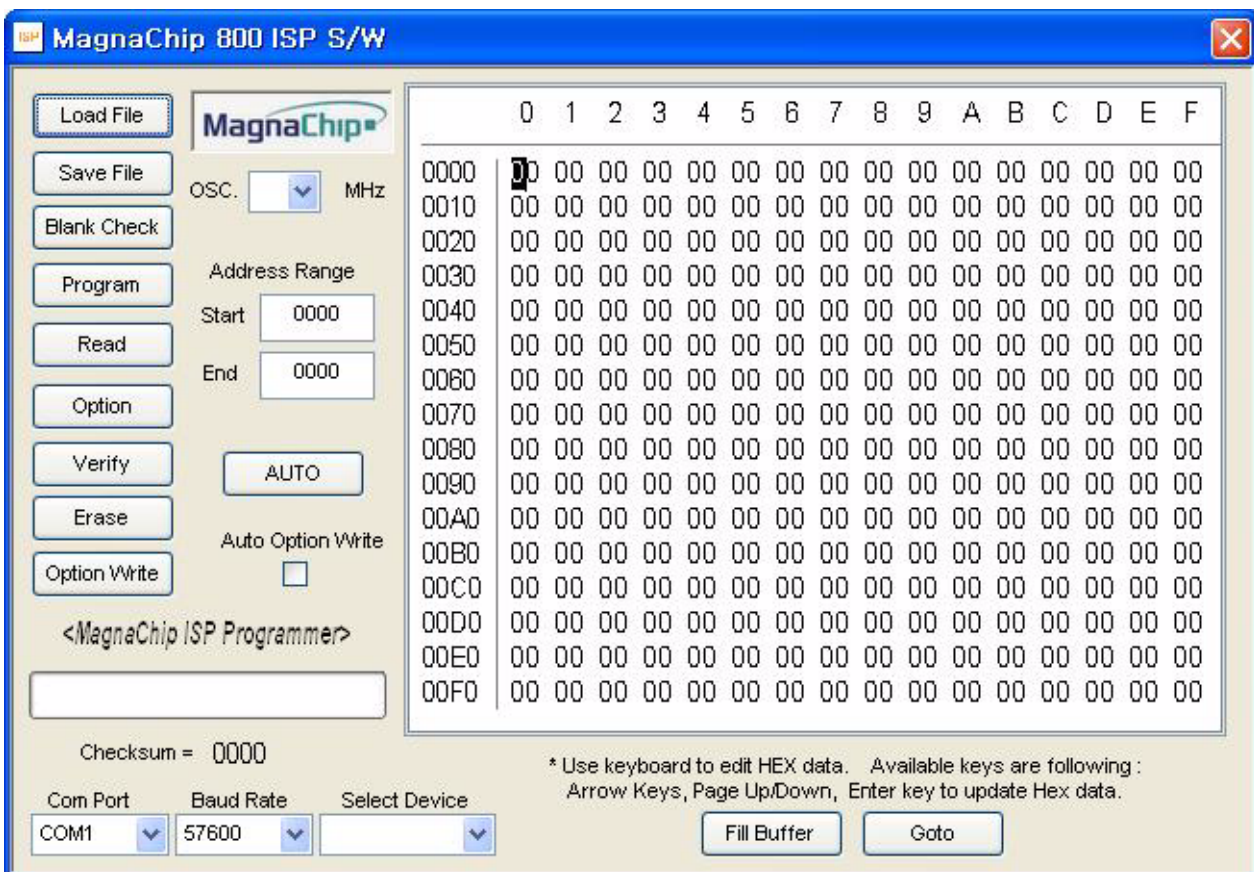 ISP MagnaChip 800 ISP S/W
Load File
Save File
Blank Check
Program
Read
Option
Verify
Erase
Option Write
MagnaChip
OSC. MHz
Address Range
Start 0000
End 0000
AUTO
Auto Option Write
<MagnaChip ISP Programmer>
Checksum = 0000
Com Port Baud Rate Select Device
COM1 57600
0 1 2 3 4 5 6 7 8 9 A B C D E F
0000 00 00 00 00 00 00 00 00 00 00 00 00 00 00 00 00
0010 00 00 00 00 00 00 00 00 00 00 00 00 00 00 00 00
0020 00 00 00 00 00 00 00 00 00 00 00 00 00 00 00 00
0030 00 00 00 00 00 00 00 00 00 00 00 00 00 00 00 00
0040 00 00 00 00 00 00 00 00 00 00 00 00 00 00 00 00
0050 00 00 00 00 00 00 00 00 00 00 00 00 00 00 00 00
0060 00 00 00 00 00 00 00 00 00 00 00 00 00 00 00 00
0070 00 00 00 00 00 00 00 00 00 00 00 00 00 00 00 00
0080 00 00 00 00 00 00 00 00 00 00 00 00 00 00 00 00
0090 00 00 00 00 00 00 00 00 00 00 00 00 00 00 00 00
00A0 00 00 00 00 00 00 00 00 00 00 00 00 00 00 00 00
00B0 00 00 00 00 00 00 00 00 00 00 00 00 00 00 00 00
00C0 00 00 00 00 00 00 00 00 00 00 00 00 00 00 00 00
00D0 00 00 00 00 00 00 00 00 00 00 00 00 00 00 00 00
00E0 00 00 00 00 00 00 00 00 00 00 00 00 00 00 00 00
00F0 00 00 00 00 00 00 00 00 00 00 00 00 00 00 00 00
* Use keyboard to edit HEX data. Available keys are following :
Arrow Keys, Page Up/Down, Enter key to update Hex data.
Fill Buffer Goto